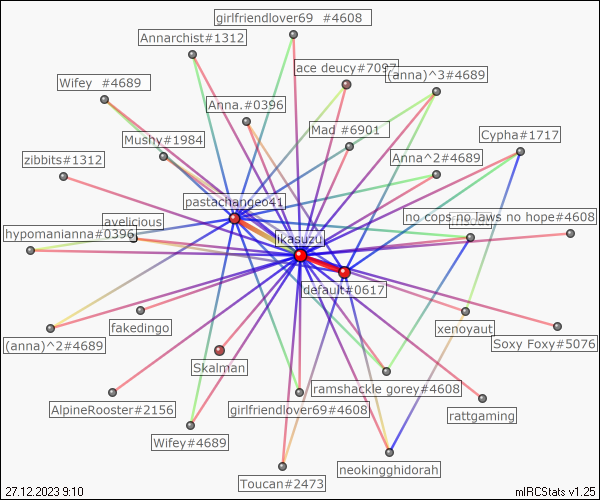 girlfriendlover69 #4608
Annarchist#1312
ace deucy#7097
(anna)^3#4689
Wifey #4689
Anna.#0396
Mad #6901
Cypha#1717
Mushy#1984
Anna^2#4689
zibbits#1312
pastachangeo41
no cops no laws no hope#4608
avelicious
hypomanianna#0396
ikasuzu
default#0617
fakedingo
xenoyaut
(anna)^2#4689
Soxy Foxy#5076
Skalman
ramshackle gorey#4608
AlpineRooster#2156
girlfriendlover69#4608
rattgaming
Wifey#4689
neokingghidorah
Toucan#2473
27.12.2023 9:10
mIRCStats v1.25